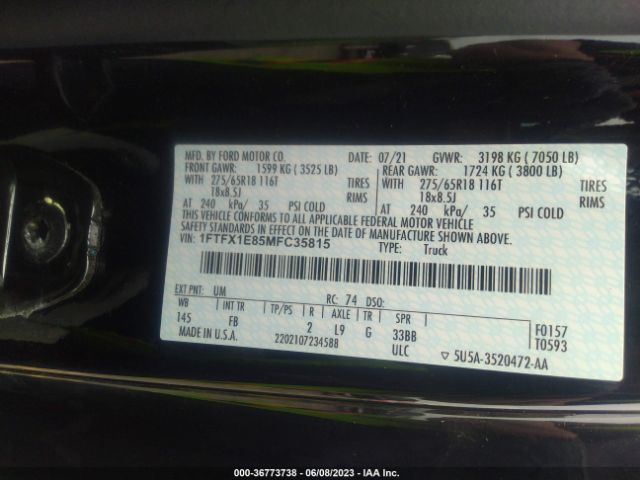 MFD. BY FORD MOTOR CO.
DATE: 07/21 GVWR: 3198 KG ( 7050 LB)
FRONT GAWR: 1599 KG ( 3525 LB) REAR GAWR: 1724 KG ( 3800 LB)
WITH 275/65R18 116T TIRES WITH 275/65R18 116T TIRES
18x8.5J RIMS 18x8.5J RIMS
AT 240 kPa/ 35 PSI COLD AT 240 kPa/ 35 PSI COLD
THIS VEHICLE CONFORMS TO ALL APPLICABLE FEDERAL MOTOR VEHICLE
SAFETY STANDARDS IN EFFECT ON THE DATE OF MANUFACTURE SHOWN ABOVE.
VIN: 1FTFX1E85MFC35815
TYPE: Truck
EXT PNT: UM RC: 74 DSO:
WB INT TR TP/PS R AXLE TR SPR
145 FB 2 L9 G 33BB
F0157
T0593
MADE IN U.S.A. 2202107234588 ULC
▽ 5U5A-3520472-AA
000-36773738 - 06/08/2023 - IAA Inc.